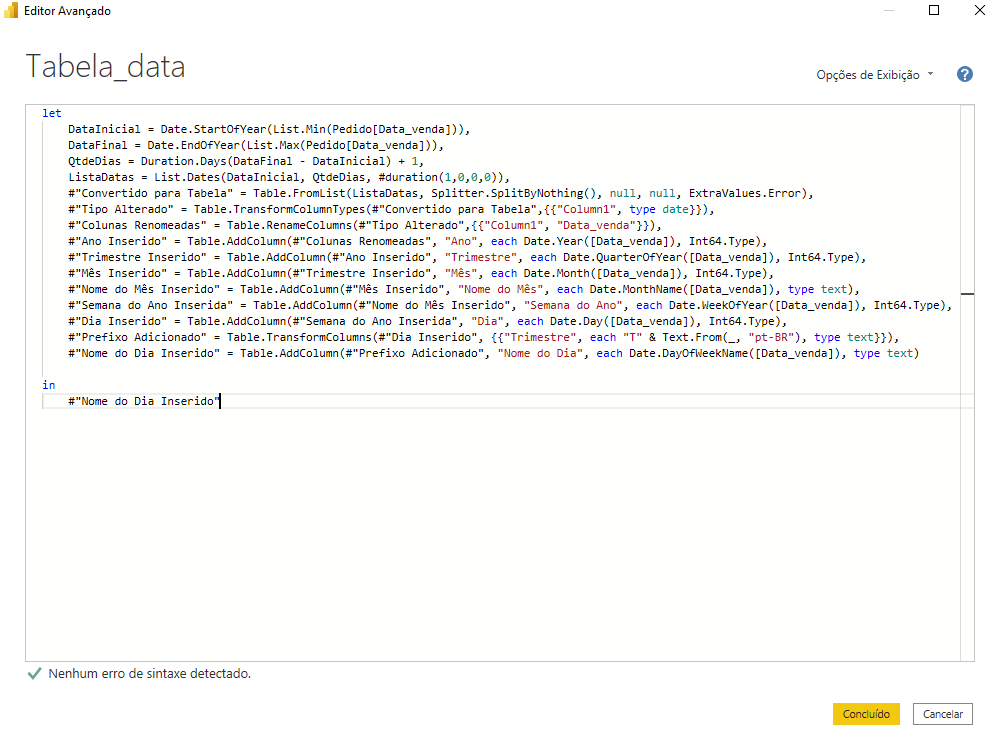 Editor Avançado
Tabela_data
Opções de Exibição
?
let
DataInicial = Date.StartOfYear(List.Min(Pedido[Data_venda])),
DataFinal = Date.EndOfYear(List.Max(Pedido[Data_venda])),
QtdeDias = Duration.Days(DataFinal - DataInicial) + 1,
ListaDatas = List.Dates(DataInicial, QtdeDias, #duration(1,0,0,0)),
#"Convertido para Tabela" = Table.FromList(ListaDatas, Splitter.SplitByNothing(), null, null, ExtraValues.Error),
#"Tipo Alterado" = Table.TransformColumnTypes(#"Convertido para Tabela",{{"Column1", type date}}),
#"Colunas Renomeadas" = Table.RenameColumns(#"Tipo Alterado",{{"Column1", "Data_venda"}}),
#"Ano Inserido" = Table.AddColumn(#"Colunas Renomeadas", "Ano", each Date.Year([Data_venda]), Int64.Type),
#"Trimestre Inserido" = Table.AddColumn(#"Ano Inserido", "Trimestre", each Date.QuarterOfYear([Data_venda]), Int64.Type),
#"Mês Inserido" = Table.AddColumn(#"Trimestre Inserido", "Mês", each Date.Month([Data_venda]), Int64.Type),
#"Nome do Mês Inserido" = Table.AddColumn(#"Mês Inserido", "Nome do Mês", each Date.MonthName([Data_venda]), type text),
#"Semana do Ano Inserida" = Table.AddColumn(#"Nome do Mês Inserido", "Semana do Ano", each Date.WeekOfYear([Data_venda]), Int64.Type),
#"Dia Inserido" = Table.AddColumn(#"Semana do Ano Inserida", "Dia", each Date.Day([Data_venda]), Int64.Type),
#"Prefixo Adicionado" = Table.TransformColumns(#"Dia Inserido", {{"Trimestre", each "T" & Text.From(_, "pt-BR"), type text}}),
#"Nome do Dia Inserido" = Table.AddColumn(#"Prefixo Adicionado", "Nome do Dia", each Date.DayOfWeekName([Data_venda]), type text)
in
#"Nome do Dia Inserido"
Nenhum erro de sintaxe detectado.
Concluído
Cancelar